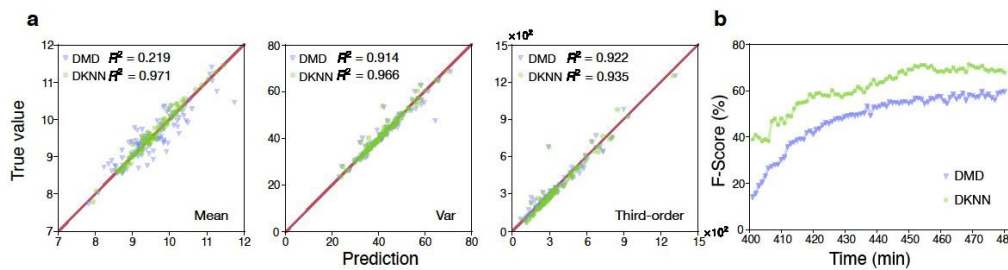 a
b
DMD R² = 0.219
DKNN R² = 0.971
True value
12
11
10
9
8
7
Mean
7 8 9 10 11 12
DMD R² = 0.914
DKNN R² = 0.966
80
60
40
20
0
Var
0 20 40 60 80
Prediction
×10²
DMD R² = 0.922
DKNN R² = 0.935
15
12
9
6
3
0
Third-order
×10²
0 3 6 9 12 15
F-Score (%)
80
60
40
60
0
DMD
DKNN
400 410 420 430 440 450 460 470 48
Time (min)